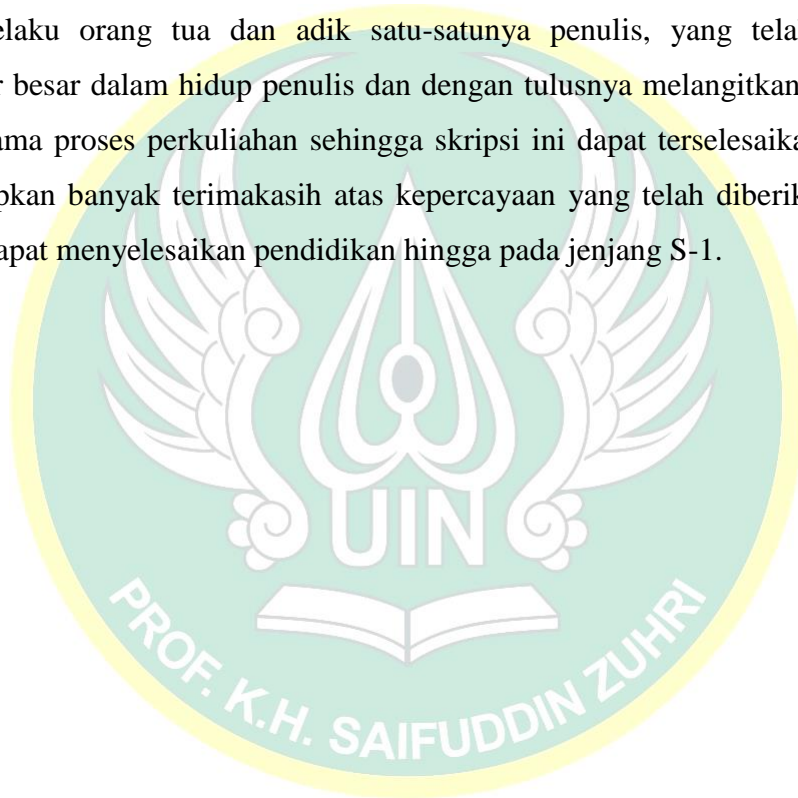 elaku orang tua dan adik satu-satunya penulis, yang tela
r besar dalam hidup penulis dan dengan tulusnya melangitkan
ama proses perkuliahan sehingga skripsi ini dapat terselesaika
pkan banyak terimakasih atas kepercayaan yang telah diberik
apat menyelesaikan pendidikan hingga pada jenjang S-1.
UIN
PROF. K.H. SAIFUDDIN ZUHRI